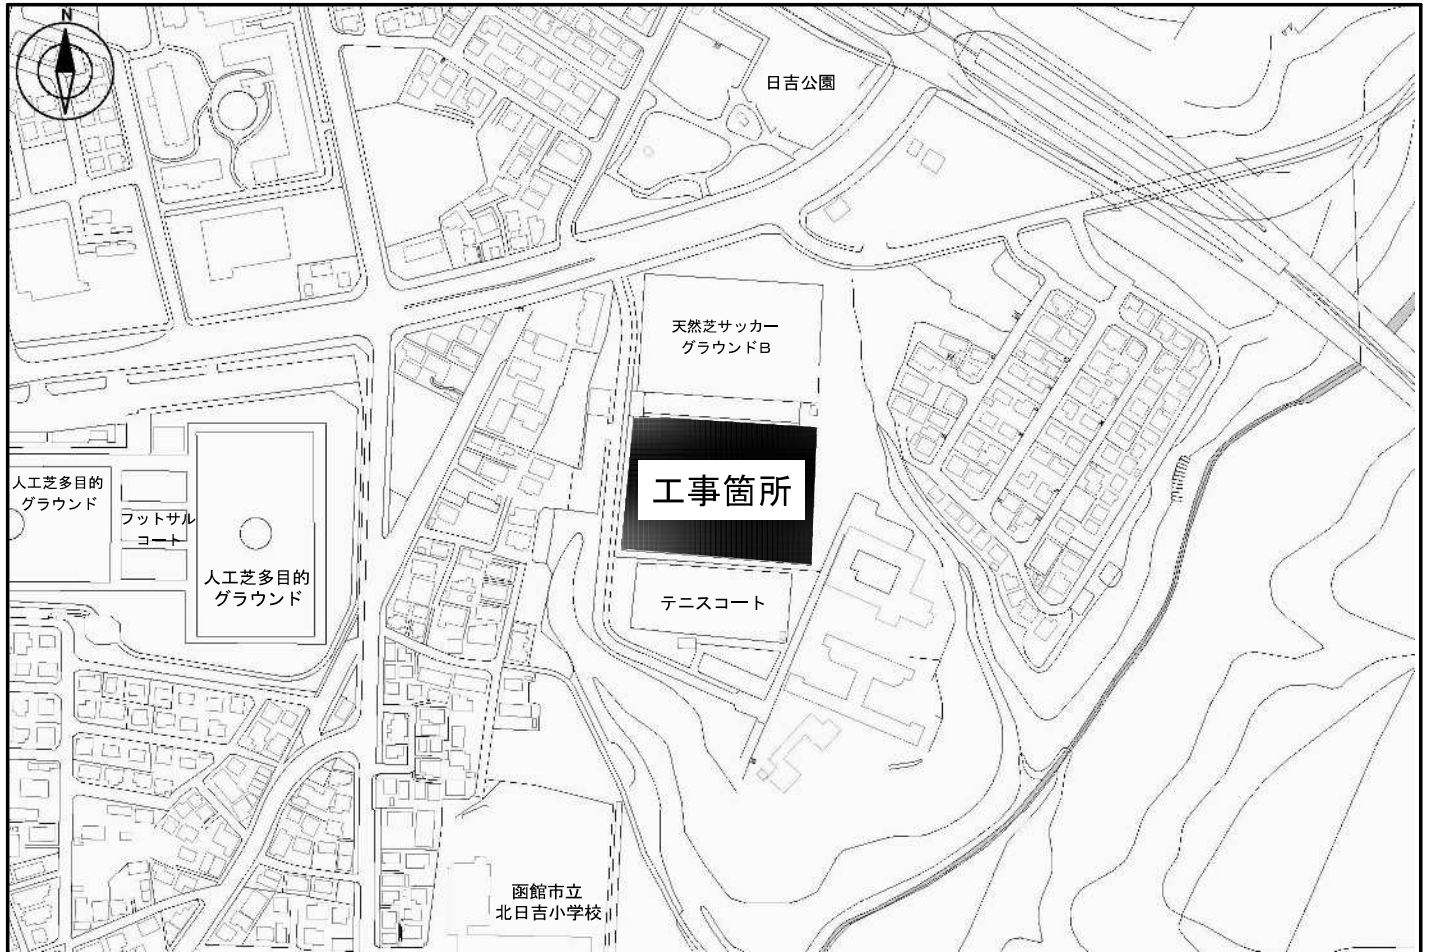 N
日吉公園
天然芝サッカー
グラウンドB
工事箇所
人工芝多目的
グラウンド
フットサル
コート
人工芝多目的
グラウンド
テニスコート
函館市立
北日吉小学校